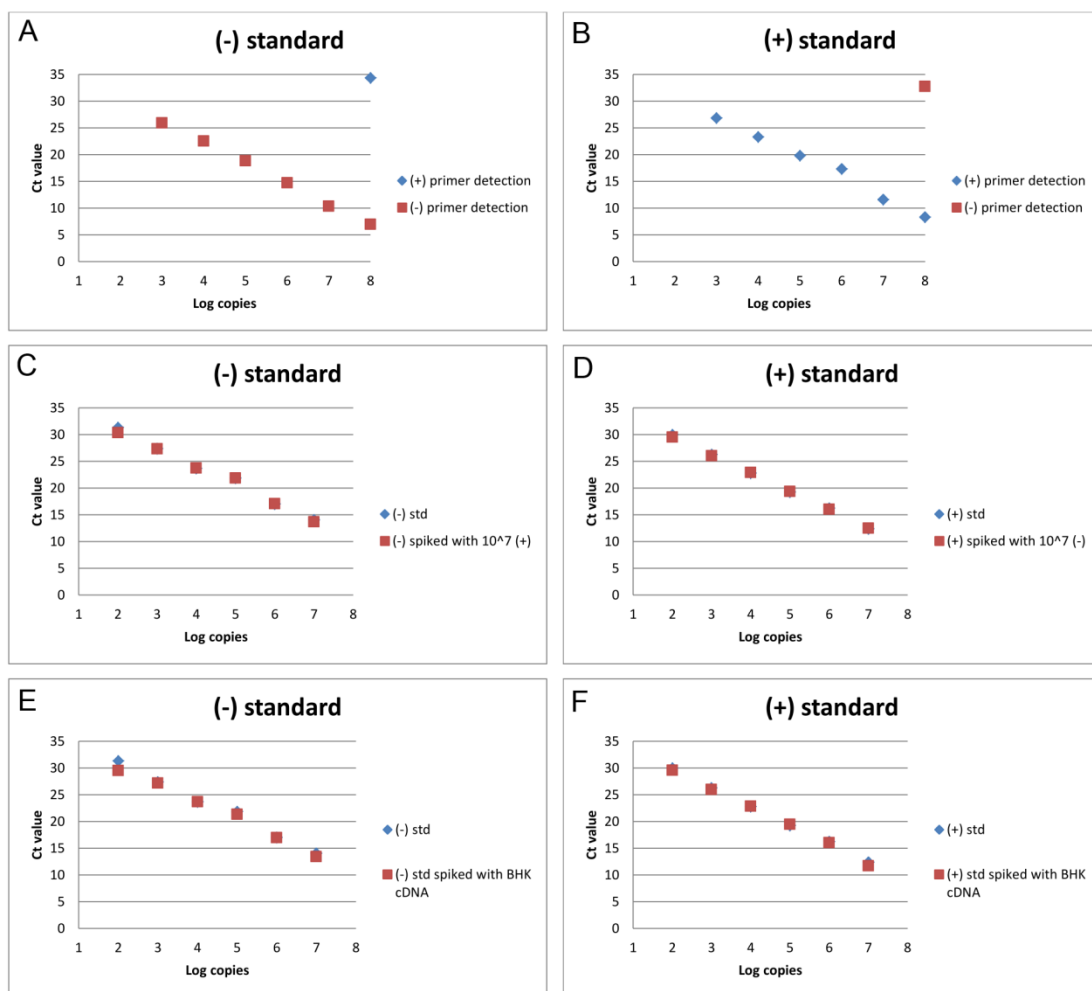 A
(-) standard
35
30
25
20
15
10
5
0
Ct value
1 2 3 4 5 6 7 8
Log copies
(+) primer detection
(-) primer detection
B
(+) standard
35
30
25
20
15
10
5
0
Ct value
1 2 3 4 5 6 7 8
Log copies
(+) primer detection
(-) primer detection
C
(-) standard
35
30
25
20
15
10
5
0
Ct value
1 2 3 4 5 6 7 8
Log copies
(-) std
(-) spiked with 10^7 (+)
D
(+) standard
35
30
25
20
15
10
5
0
Ct value
1 2 3 4 5 6 7 8
Log copies
(+) std
(+) spiked with 10^7 (-)
E
(-) standard
35
30
25
20
15
10
5
0
Ct value
1 2 3 4 5 6 7 8
Log copies
(-) std
(-) std spiked with BHK
cDNA
F
(+) standard
35
30
25
20
15
10
5
0
Ct value
1 2 3 4 5 6 7 8
Log copies
(+) std
(+) std spiked with BHK
cDNA